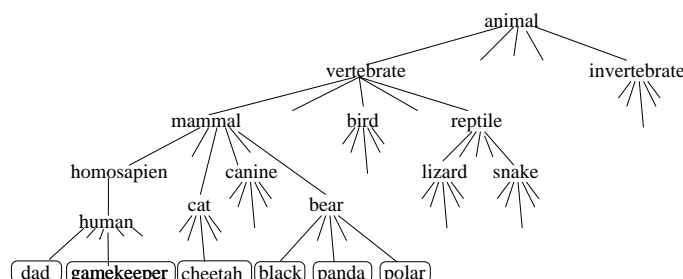 animal
vertebrate invertebrate
mammal bird reptile
homosapien canine lizard snake
human cat bear
dad gamekeeper cheetah black panda polar